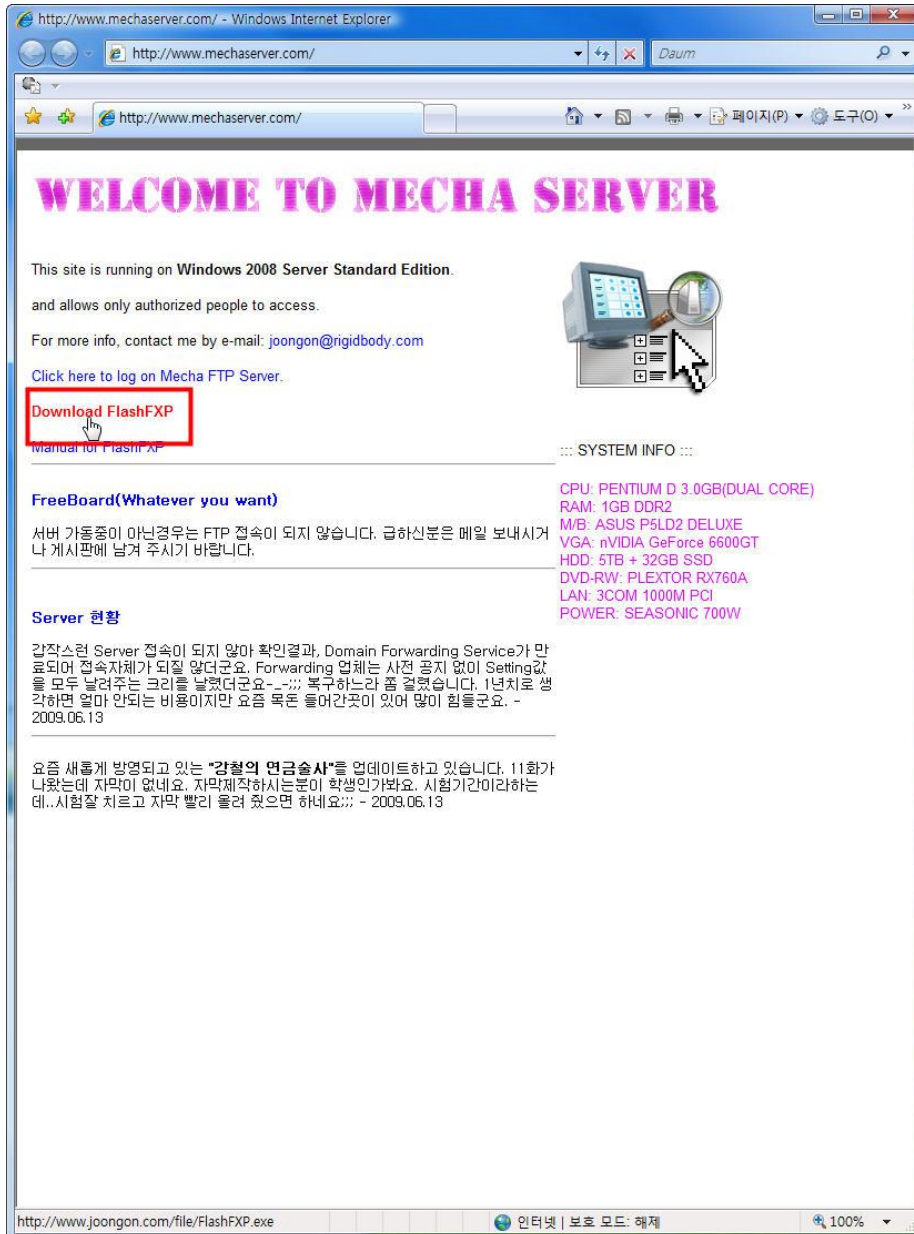 http://www.mechaserver.com/ - Windows Internet Explorer
http://www.mechaserver.com/
Daum
http://www.mechaserver.com/
페이지(P)
도구(O)
WELCOME TO MECHA SERVER
This site is running on Windows 2008 Server Standard Edition.
and allows only authorized people to access.
For more info, contact me by e-mail: joongon@rigidbody.com
Click here to log on Mecha FTP Server.
Download FlashFXP
Manual for FlashFXP
FreeBoard(Whatever you want)
서버 가동중이 아닌경우는 FTP 접속이 되지 않습니다. 급하신분은 메일 보내시거
나 게시판에 남겨 주시기 바랍니다.
Server 현황
갑작스런 Server 접속이 되지 않아 확인결과, Domain Forwarding Service가 만
료되어 접속자체가 되질 않더군요. Forwarding 업체는 사전 공지 없이 Setting값
을 모두 날려주는 크리를 날렸더군요-_-;;; 복구하느라 쫌 걸렸습니다. 1년치로 생
각하면 얼마 안되는 비용이지만 요즘 목돈 들어간곳이 있어 많이 힘들군요. -
2009.06.13
요즘 새롭게 방영되고 있는 "강철의 연금술사"를 업데이트하고 있습니다. 11화가
나왔는데 자막이 없네요. 자막제작하시는분이 학생인가봐요. 시험기간이라하는
데..시험잘 치르고 자막 빨리 올려 줬으면 하네요;;; - 2009.06.13
::: SYSTEM INFO :::
CPU: PENTIUM D 3.0GB(DUAL CORE)
RAM: 1GB DDR2
M/B: ASUS P5LD2 DELUXE
VGA: nVIDIA GeForce 6600GT
HDD: 5TB + 32GB SSD
DVD-RW: PLEXTOR RX760A
LAN: 3COM 1000M PCI
POWER: SEASONIC 700W
http://www.joongon.com/file/FlashFXP.exe
인터넷 | 보호 모드: 해제
100%